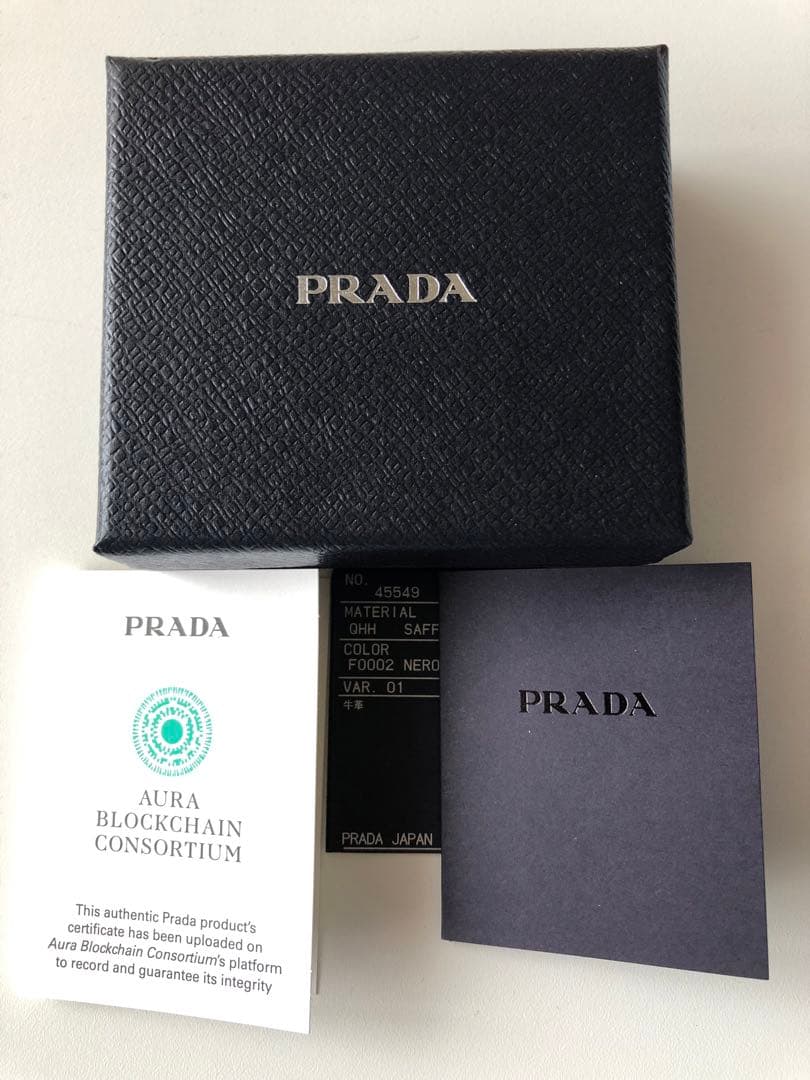 PRADA
PRADA
AURA
BLOCKCHAIN
CONSORTIUM
This authentic Prada product's
certificate has been uploaded on
Aura Blockchain Consortium's platform
to record and guarantee its integrity
NO.
45549
MATERIAL
QHH SAFF
COLOR
F0002 NERO
VAR. 01
牛革
PRADA JAPAN
PRADA